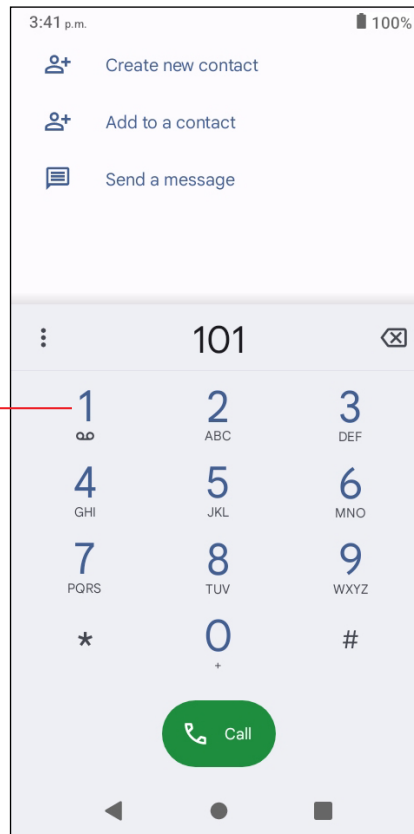 3:41 p.m. 100%
Create new contact
Add to a contact
Send a message
101
1 2 3
ABC DEF
4 5 6
GHI JKL MNO
7 8 9
PQRS TUV WXYZ
* 0 #
+
Call